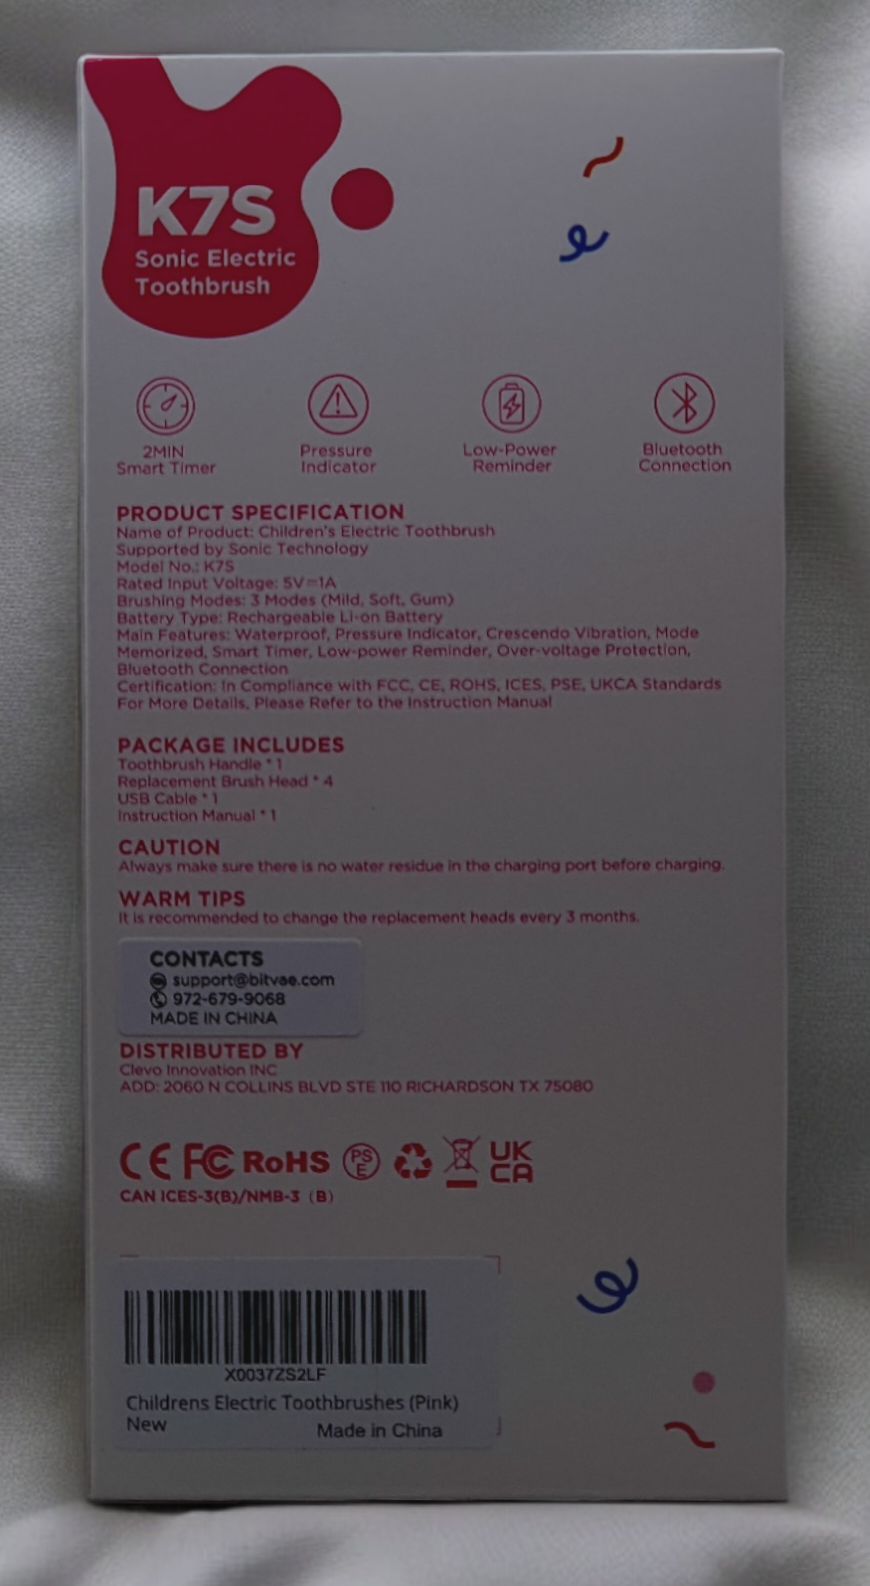 K7S
Sonic Electric
Toothbrush
2MIN
Smart Timer
Pressure
Indicator
Low-Power
Reminder
Bluetooth
Connection
PRODUCT SPECIFICATION
Name of Product: Children's Electric Toothbrush
Supported by Sonic Technology
Model No.: K7S
Rated Input Voltage: 5V⎓1A
Brushing Modes: 3 Modes (Mild, Soft, Gum)
Battery Type: Rechargeable Li-on Battery
Main Features: Waterproof, Pressure Indicator, Crescendo Vibration, Mode
Memorized, Smart Timer, Low-power Reminder, Over-voltage Protection,
Bluetooth Connection
Certification: In Compliance with FCC, CE, ROHS, ICES, PSE, UKCA Standards
For More Details, Please Refer to the Instruction Manual
PACKAGE INCLUDES
Toothbrush Handle * 1
Replacement Brush Head * 4
USB Cable * 1
Instruction Manual * 1
CAUTION
Always make sure there is no water residue in the charging port before charging.
WARM TIPS
It is recommended to change the replacement heads every 3 months.
CONTACTS
support@bitvae.com
972-679-9068
MADE IN CHINA
DISTRIBUTED BY
Clevo Innovation INC
ADD: 2060 N COLLINS BLVD STE 110 RICHARDSON TX 75080
CE FC RoHS PSE UKCA
CAN ICES-3(B)/NMB-3（B）
X0037ZS2LF
Childrens Electric Toothbrushes (Pink)
New
Made in China